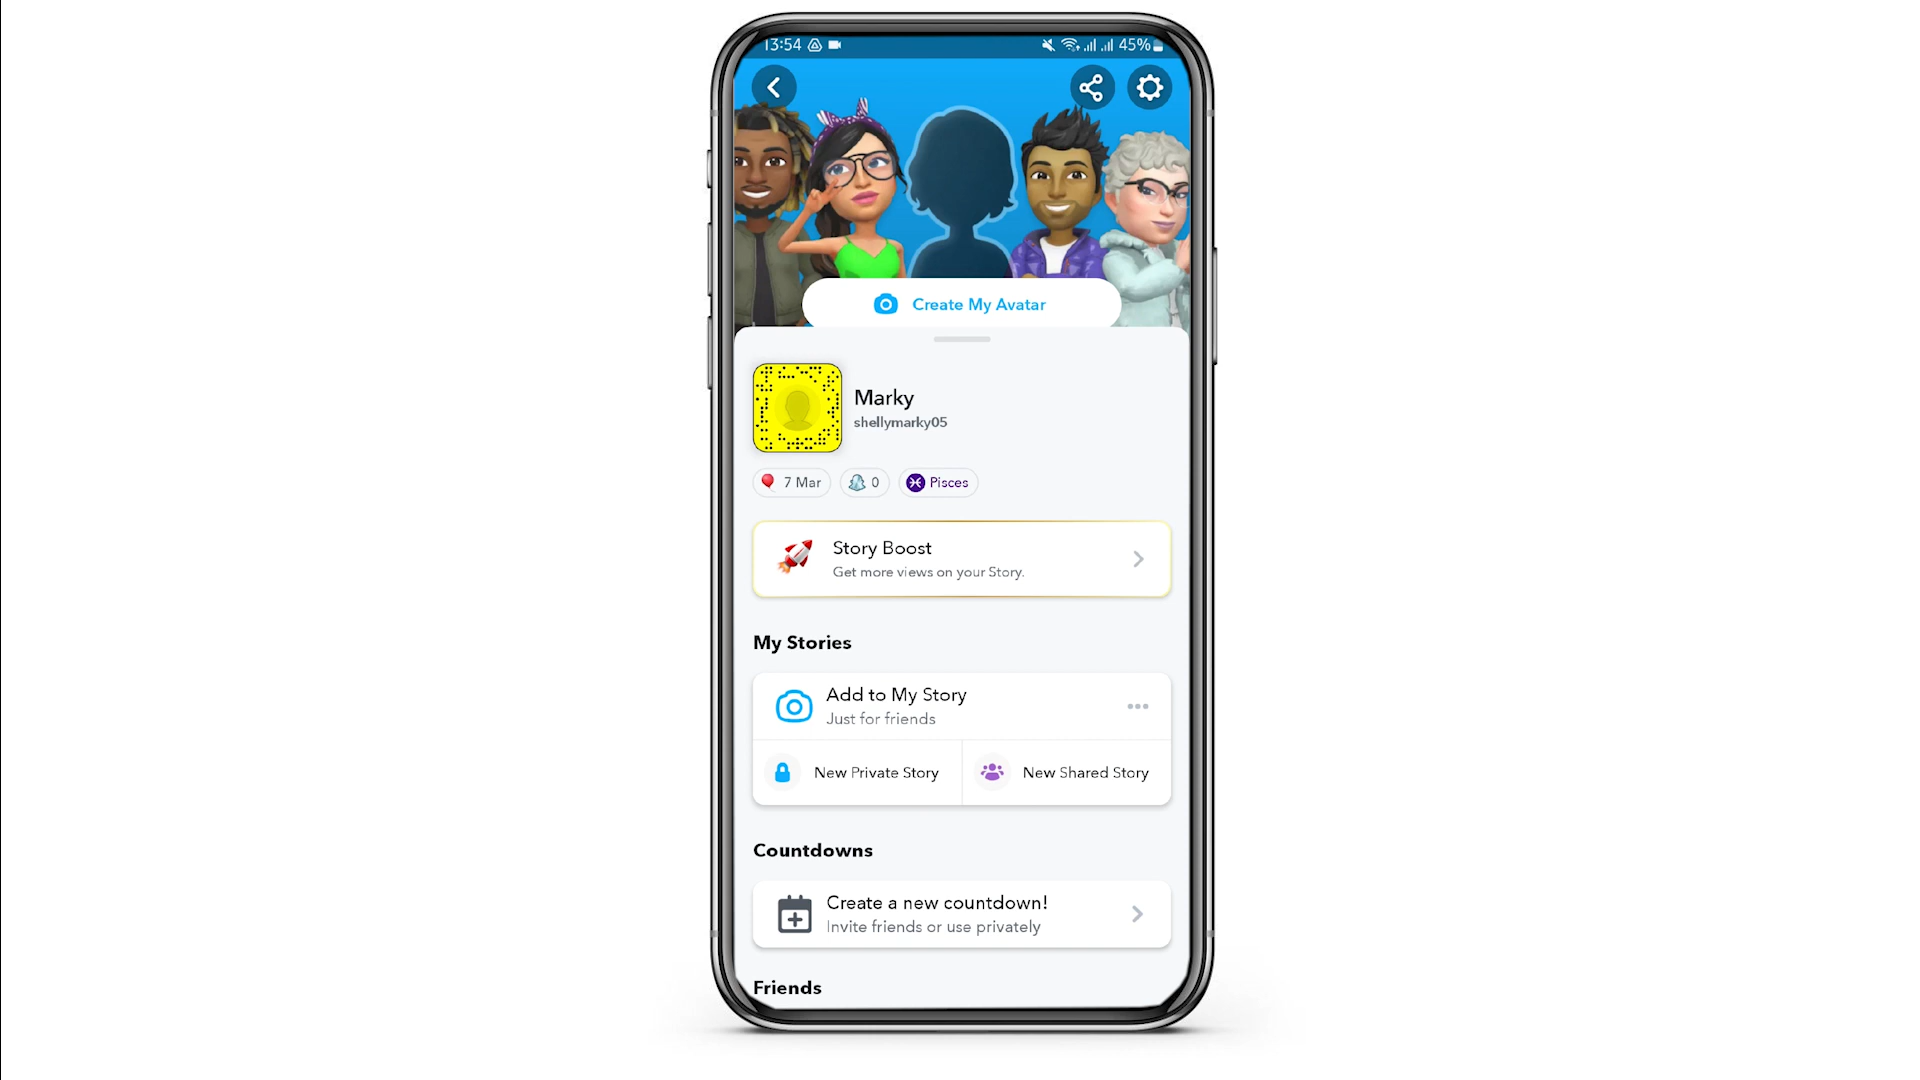 13:54
45%
Create My Avatar
Marky
shellymarky05
7 Mar
0
Pisces
Story Boost
Get more views on your Story.
My Stories
Add to My Story
Just for friends
New Private Story
New Shared Story
Countdowns
Create a new countdown!
Invite friends or use privately
Friends